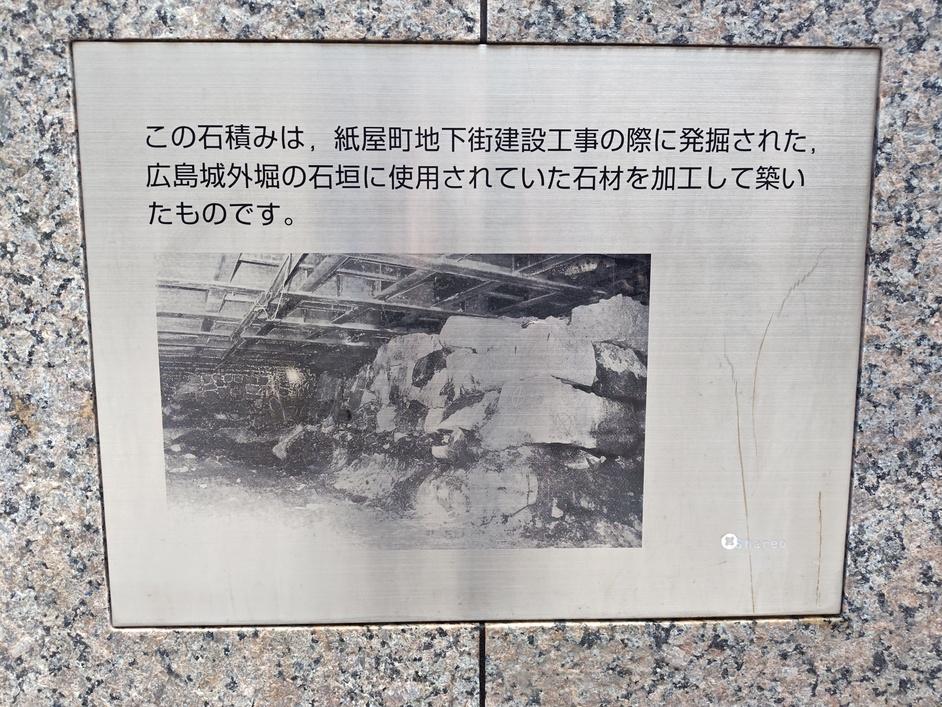 この石積みは，紙屋町地下街建設工事の際に発掘された，
広島城外堀の石垣に使用されていた石材を加工して築い
たものです。
shareo